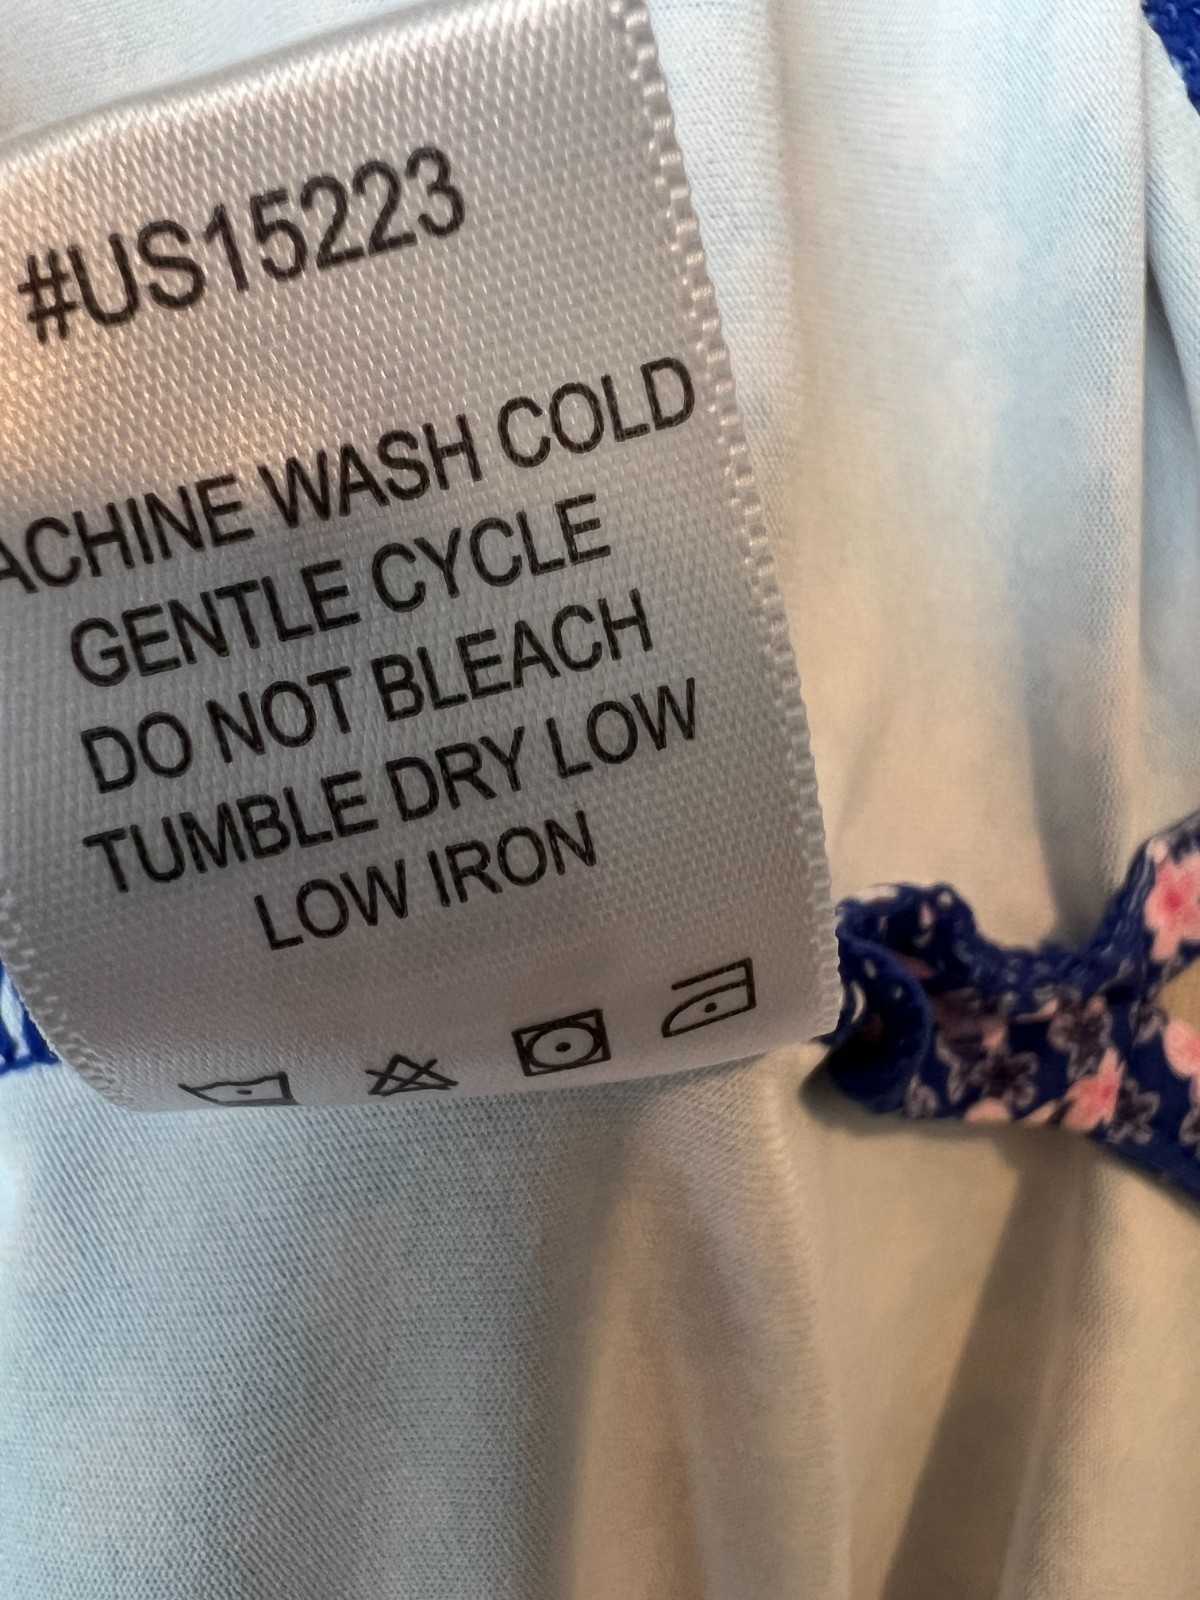 #US15223
ACHINE WASH COLD
GENTLE CYCLE
DO NOT BLEACH
TUMBLE DRY LOW
LOW IRON